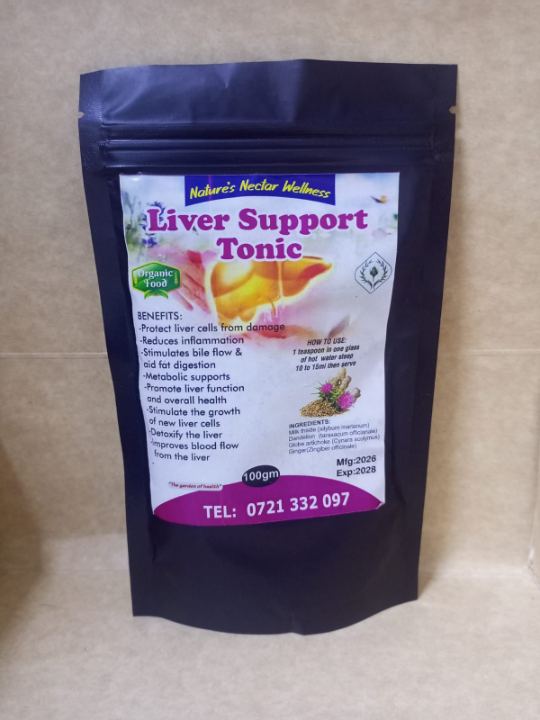 Nature's Nectar Wellness
Liver Support
Tonic
Organic
Food
BENEFITS:
-Protect liver cells from damage
-Reduces inflammation
-Stimulates bile flow &
aid fat digestion
-Metabolic supports
-Promote liver function
and overall health
-Stimulate the growth
of new liver cells
-Detoxify the liver
-improves blood flow
from the liver
HOW TO USE:
1 teaspoon in one glass
of hot water steep
10 to 15mi then serve
INGREDIENTS:
Milk thistle (silybum marianum)
Dandelion (taraxacum officianale)
Globe artichoke (Cynara scolymus)
Ginger(Zingiber officinale)
Mfg:2026
Exp:2028
"The garden of health"
100gm
TEL: 0721 332 097